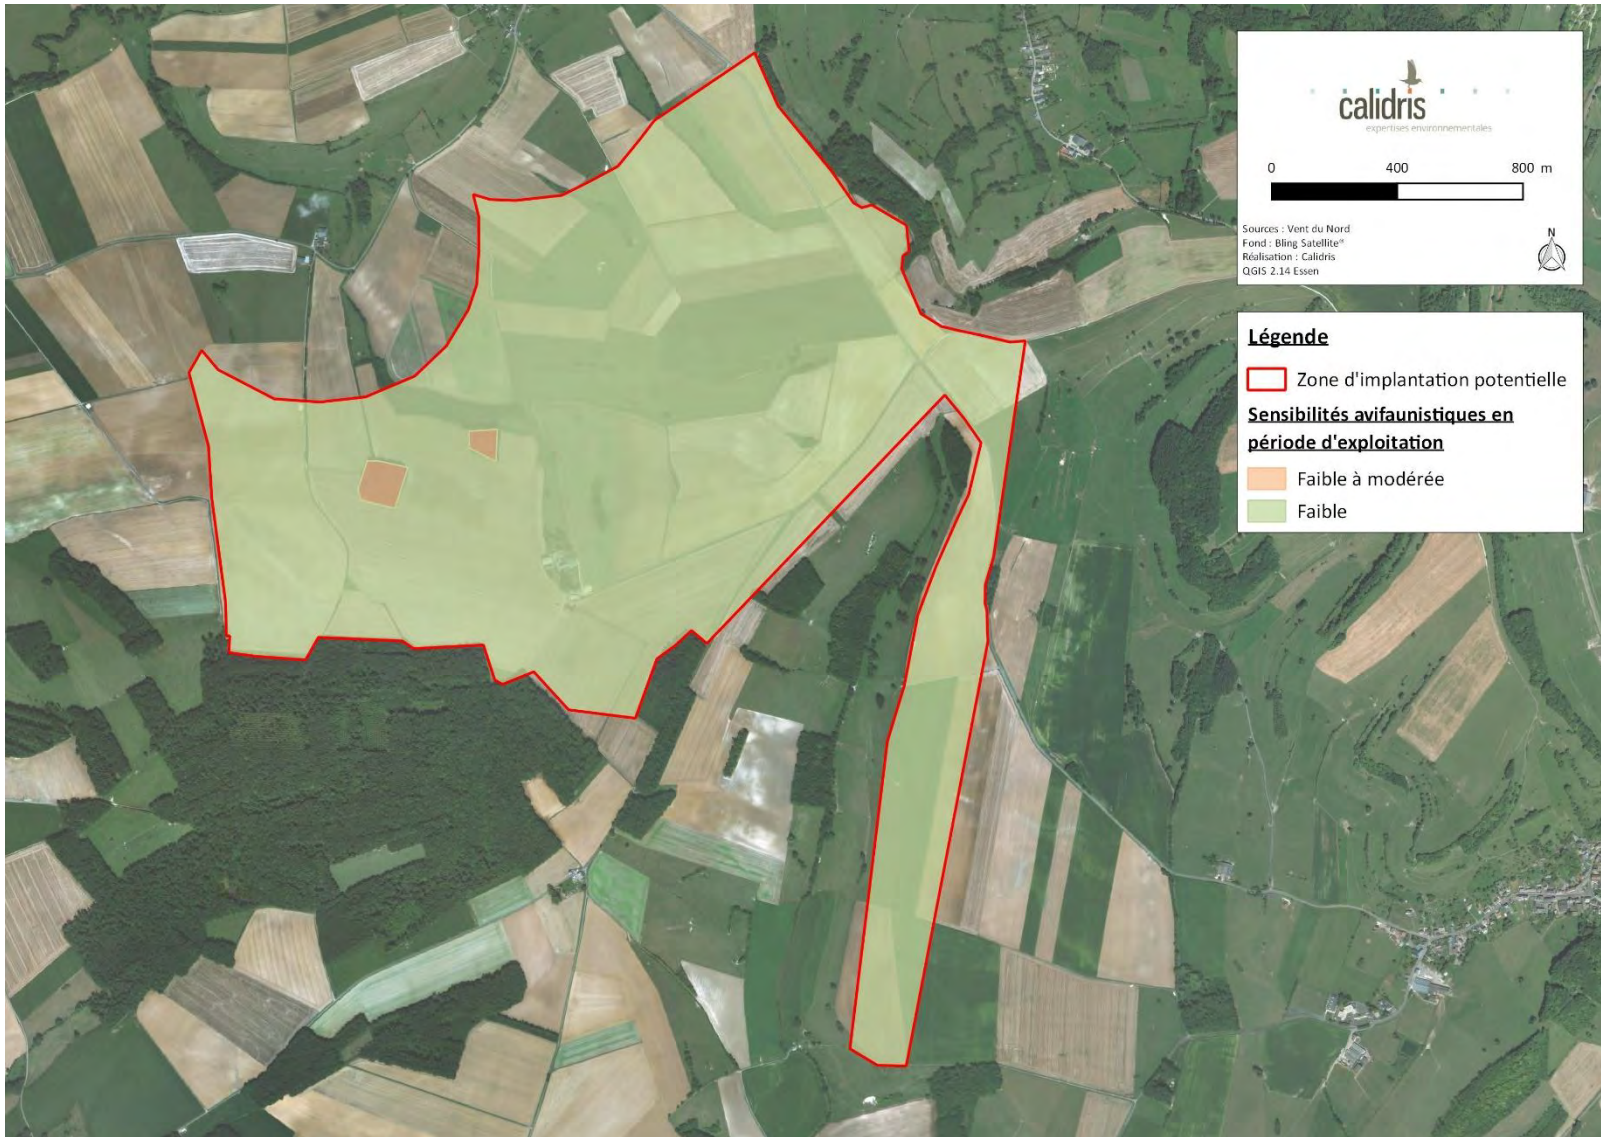 calidris
expertises environnementales
0 400 800 m
Sources : Vent du Nord
Fond : Bling Satellite®
Réalisation : Calidris
QGIS 2.14 Essen
N
Légende
Zone d'implantation potentielle
Sensibilités avifaunistiques en
période d'exploitation
Faible à modérée
Faible